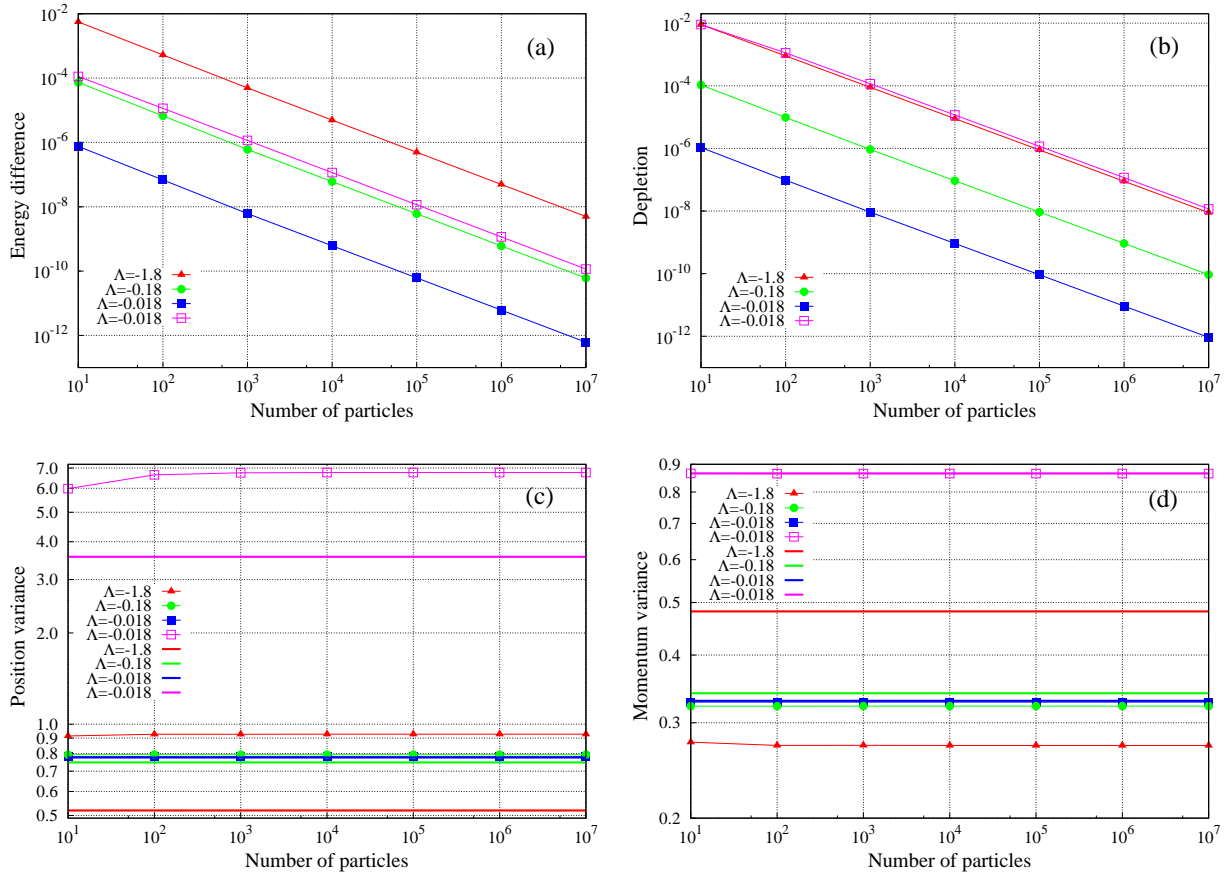 (a)
Energy difference
10^-2
10^-4
10^-6
10^-8
10^-10
10^-12
Λ=-1.8
Λ=-0.18
Λ=-0.018
Λ=-0.018
10^1 10^2 10^3 10^4 10^5 10^6 10^7
Number of particles
(b)
Depletion
10^-2
10^-4
10^-6
10^-8
10^-10
10^-12
Λ=-1.8
Λ=-0.18
Λ=-0.018
Λ=-0.018
10^1 10^2 10^3 10^4 10^5 10^6 10^7
Number of particles
(c)
Position variance
7.0
6.0
5.0
4.0
3.0
2.0
1.0
0.9
0.8
0.7
0.6
0.5
Λ=-1.8
Λ=-0.18
Λ=-0.018
Λ=-0.018
Λ=-1.8
Λ=-0.18
Λ=-0.018
Λ=-0.018
10^1 10^2 10^3 10^4 10^5 10^6 10^7
Number of particles
(d)
Momentum variance
0.9
0.8
0.7
0.6
0.5
0.4
0.3
0.2
Λ=-1.8
Λ=-0.18
Λ=-0.018
Λ=-0.018
Λ=-1.8
Λ=-0.18
Λ=-0.018
Λ=-0.018
10^1 10^2 10^3 10^4 10^5 10^6 10^7
Number of particles